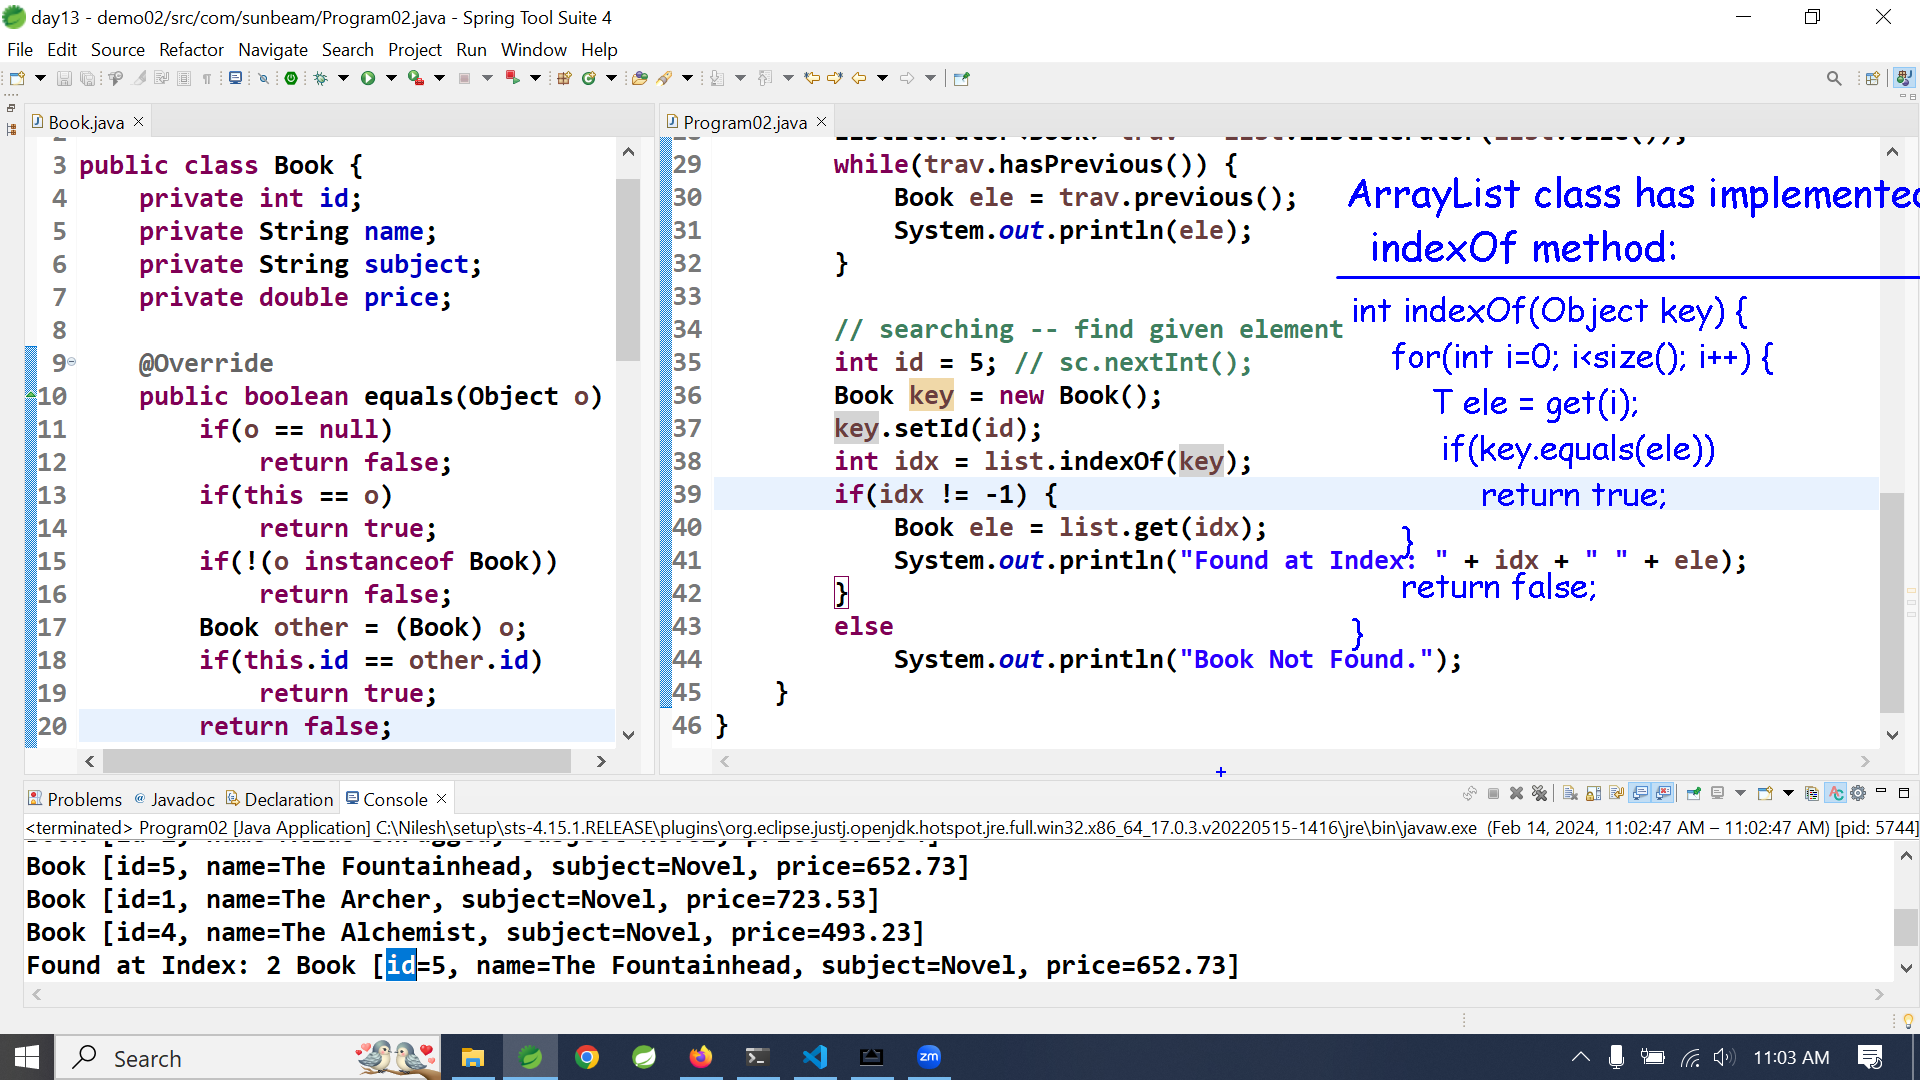 day13 - demo02/src/com/sunbeam/Program02.java - Spring Tool Suite 4
File Edit Source Refactor Navigate Search Project Run Window Help
Book.java
3 public class Book {
4 private int id;
5 private String name;
6 private String subject;
7 private double price;
8
9 @Override
10 public boolean equals(Object o)
11 if(o == null)
12 return false;
13 if(this == o)
14 return true;
15 if(!(o instanceof Book))
16 return false;
17 Book other = (Book) o;
18 if(this.id == other.id)
19 return true;
20 return false;
Program02.java
29 while(trav.hasPrevious()) {
30 Book ele = trav.previous();
31 System.out.println(ele);
32 }
33
34 // searching -- find given element
35 int id = 5; // sc.nextInt();
36 Book key = new Book();
37 key.setId(id);
38 int idx = list.indexOf(key);
39 if(idx != -1) {
40 Book ele = list.get(idx);
41 System.out.println("Found at Index: " + idx + " " + ele);
42 }
43 else
44 System.out.println("Book Not Found.");
45 }
46 }
ArrayList class has implemented
indexOf method:
int indexOf(Object key) {
for(int i=0; i<size(); i++) {
T ele = get(i);
if(key.equals(ele))
return true;
}
return false;
}
Problems @ Javadoc Declaration Console
<terminated> Program02 [Java Application] C:\Nilesh\setup\sts-4.15.1.RELEASE\plugins\org.eclipse.justj.openjdk.hotspot.jre.full.win32.x86_64_17.0.3.v20220515-1416\jre\bin\javaw.exe (Feb 14, 2024, 11:02:47 AM – 11:02:47 AM) [pid: 5744]
Book [id=5, name=The Fountainhead, subject=Novel, price=652.73]
Book [id=1, name=The Archer, subject=Novel, price=723.53]
Book [id=4, name=The Alchemist, subject=Novel, price=493.23]
Found at Index: 2 Book [id=5, name=The Fountainhead, subject=Novel, price=652.73]
Search
zm
11:03 AM